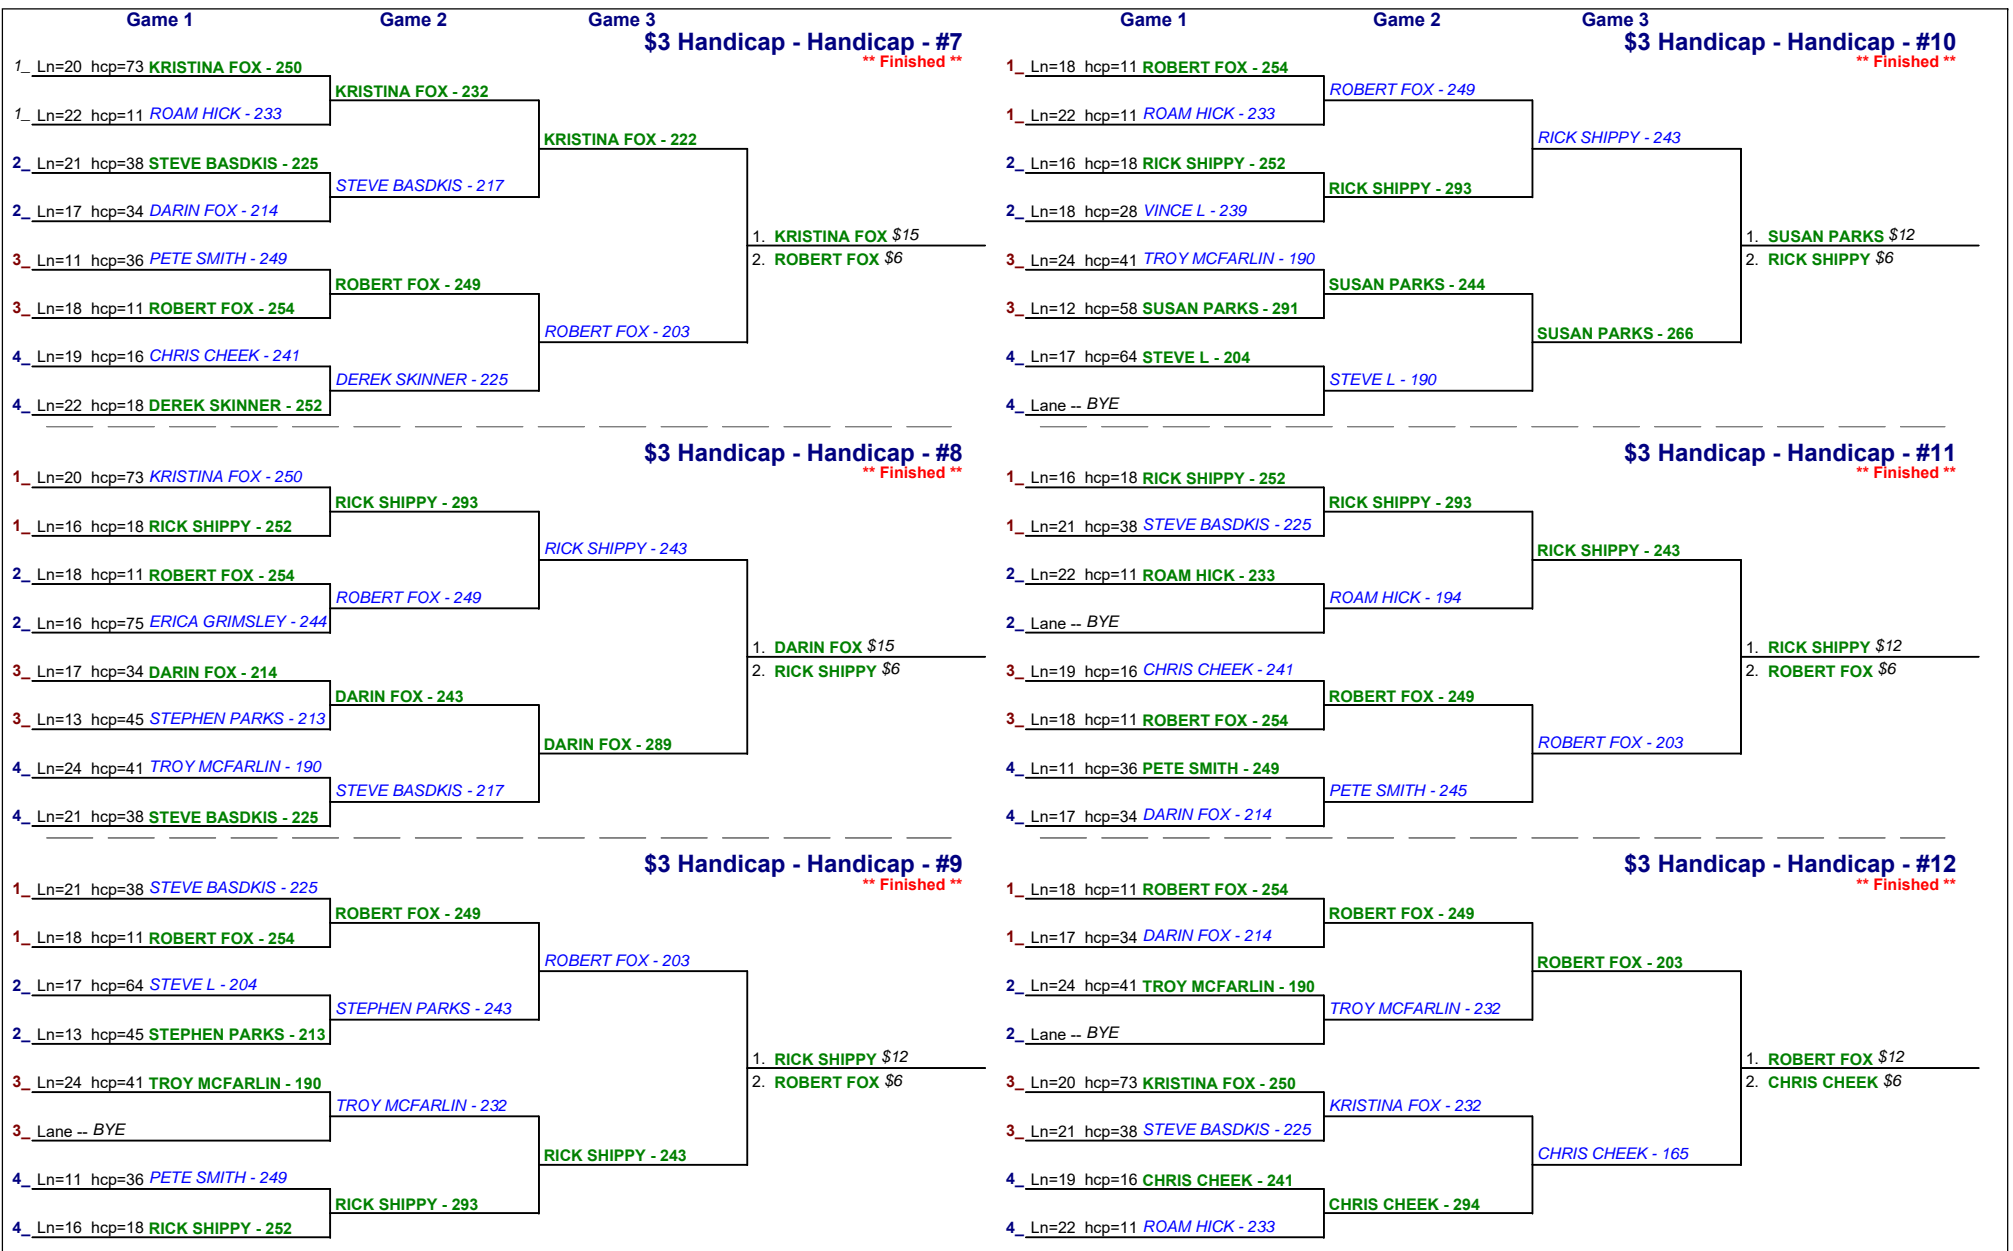 Game 1 Game 2 Game 3
$3 Handicap - Handicap - #7
** Finished **
1_ Ln=20 hcp=73 KRISTINA FOX - 250
KRISTINA FOX - 232
1_ Ln=22 hcp=11 ROAM HICK - 233
KRISTINA FOX - 222
2_ Ln=21 hcp=38 STEVE BASDKIS - 225
STEVE BASDKIS - 217
2_ Ln=17 hcp=34 DARIN FOX - 214
1. KRISTINA FOX $15
3_ Ln=11 hcp=36 PETE SMITH - 249
2. ROBERT FOX $6
ROBERT FOX - 249
3_ Ln=18 hcp=11 ROBERT FOX - 254
ROBERT FOX - 203
4_ Ln=19 hcp=16 CHRIS CHEEK - 241
DEREK SKINNER - 225
4_ Ln=22 hcp=18 DEREK SKINNER - 252
$3 Handicap - Handicap - #8
** Finished **
1_ Ln=20 hcp=73 KRISTINA FOX - 250
RICK SHIPPY - 293
1_ Ln=16 hcp=18 RICK SHIPPY - 252
RICK SHIPPY - 243
2_ Ln=18 hcp=11 ROBERT FOX - 254
ROBERT FOX - 249
2_ Ln=16 hcp=75 ERICA GRIMSLEY - 244
1. DARIN FOX $15
3_ Ln=17 hcp=34 DARIN FOX - 214
2. RICK SHIPPY $6
DARIN FOX - 243
3_ Ln=13 hcp=45 STEPHEN PARKS - 213
DARIN FOX - 289
4_ Ln=24 hcp=41 TROY MCFARLIN - 190
STEVE BASDKIS - 217
4_ Ln=21 hcp=38 STEVE BASDKIS - 225
$3 Handicap - Handicap - #9
** Finished **
1_ Ln=21 hcp=38 STEVE BASDKIS - 225
ROBERT FOX - 249
1_ Ln=18 hcp=11 ROBERT FOX - 254
ROBERT FOX - 203
2_ Ln=17 hcp=64 STEVE L - 204
STEPHEN PARKS - 243
2_ Ln=13 hcp=45 STEPHEN PARKS - 213
1. RICK SHIPPY $12
3_ Ln=24 hcp=41 TROY MCFARLIN - 190
2. ROBERT FOX $6
TROY MCFARLIN - 232
3_ Lane -- BYE
RICK SHIPPY - 243
4_ Ln=11 hcp=36 PETE SMITH - 249
RICK SHIPPY - 293
4_ Ln=16 hcp=18 RICK SHIPPY - 252
Game 1 Game 2 Game 3
$3 Handicap - Handicap - #10
** Finished **
1_ Ln=18 hcp=11 ROBERT FOX - 254
ROBERT FOX - 249
1_ Ln=22 hcp=11 ROAM HICK - 233
RICK SHIPPY - 243
2_ Ln=16 hcp=18 RICK SHIPPY - 252
RICK SHIPPY - 293
2_ Ln=18 hcp=28 VINCE L - 239
1. SUSAN PARKS $12
3_ Ln=24 hcp=41 TROY MCFARLIN - 190
2. RICK SHIPPY $6
SUSAN PARKS - 244
3_ Ln=12 hcp=58 SUSAN PARKS - 291
SUSAN PARKS - 266
4_ Ln=17 hcp=64 STEVE L - 204
STEVE L - 190
4_ Lane -- BYE
$3 Handicap - Handicap - #11
** Finished **
1_ Ln=16 hcp=18 RICK SHIPPY - 252
RICK SHIPPY - 293
1_ Ln=21 hcp=38 STEVE BASDKIS - 225
RICK SHIPPY - 243
2_ Ln=22 hcp=11 ROAM HICK - 233
ROAM HICK - 194
2_ Lane -- BYE
1. RICK SHIPPY $12
3_ Ln=19 hcp=16 CHRIS CHEEK - 241
2. ROBERT FOX $6
ROBERT FOX - 249
3_ Ln=18 hcp=11 ROBERT FOX - 254
ROBERT FOX - 203
4_ Ln=11 hcp=36 PETE SMITH - 249
PETE SMITH - 245
4_ Ln=17 hcp=34 DARIN FOX - 214
$3 Handicap - Handicap - #12
** Finished **
1_ Ln=18 hcp=11 ROBERT FOX - 254
ROBERT FOX - 249
1_ Ln=17 hcp=34 DARIN FOX - 214
ROBERT FOX - 203
2_ Ln=24 hcp=41 TROY MCFARLIN - 190
TROY MCFARLIN - 232
2_ Lane -- BYE
1. ROBERT FOX $12
3_ Ln=20 hcp=73 KRISTINA FOX - 250
2. CHRIS CHEEK $6
KRISTINA FOX - 232
3_ Ln=21 hcp=38 STEVE BASDKIS - 225
CHRIS CHEEK - 165
4_ Ln=19 hcp=16 CHRIS CHEEK - 241
CHRIS CHEEK - 294
4_ Ln=22 hcp=11 ROAM HICK - 233